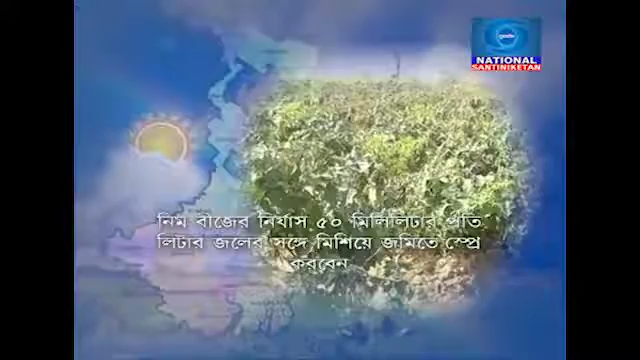 NATIONAL
SANTINIKETAN
নিম বীজের নির্যাস ৫০ মিলিলিটার প্রতি
লিটার জলের সঙ্গে মিশিয়ে জমিতে স্প্রে
করবেন